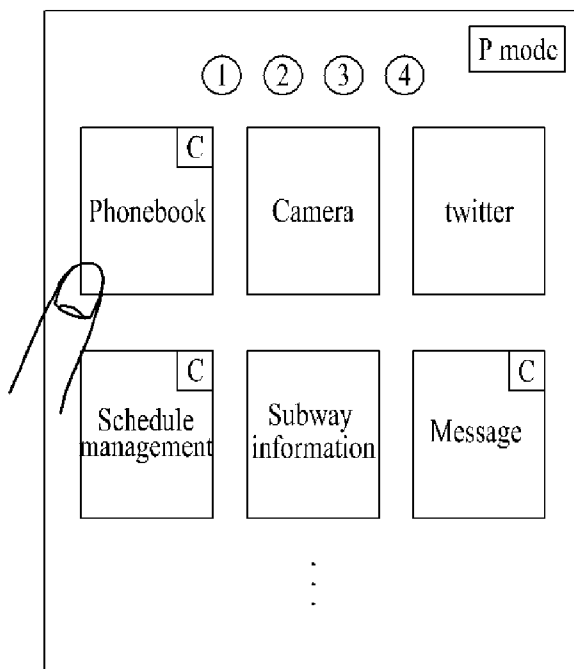 P mode
① ② ③ ④
C
Phonebook
Camera
twitter
C
Schedule
management
Subway
information
C
Message